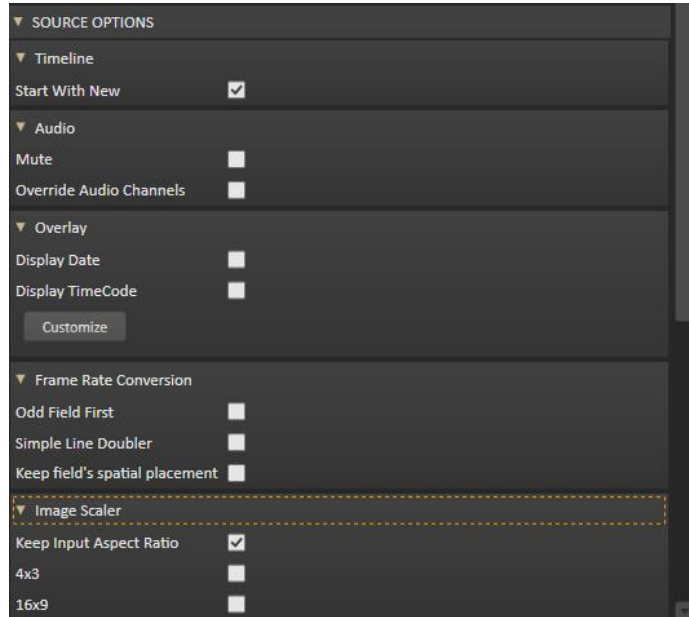 SOURCE OPTIONS
Timeline
Start With New
Audio
Mute
Override Audio Channels
Overlay
Display Date
Display TimeCode
Customize
Frame Rate Conversion
Odd Field First
Simple Line Doubler
Keep field's spatial placement
Image Scaler
Keep Input Aspect Ratio
4x3
16x9